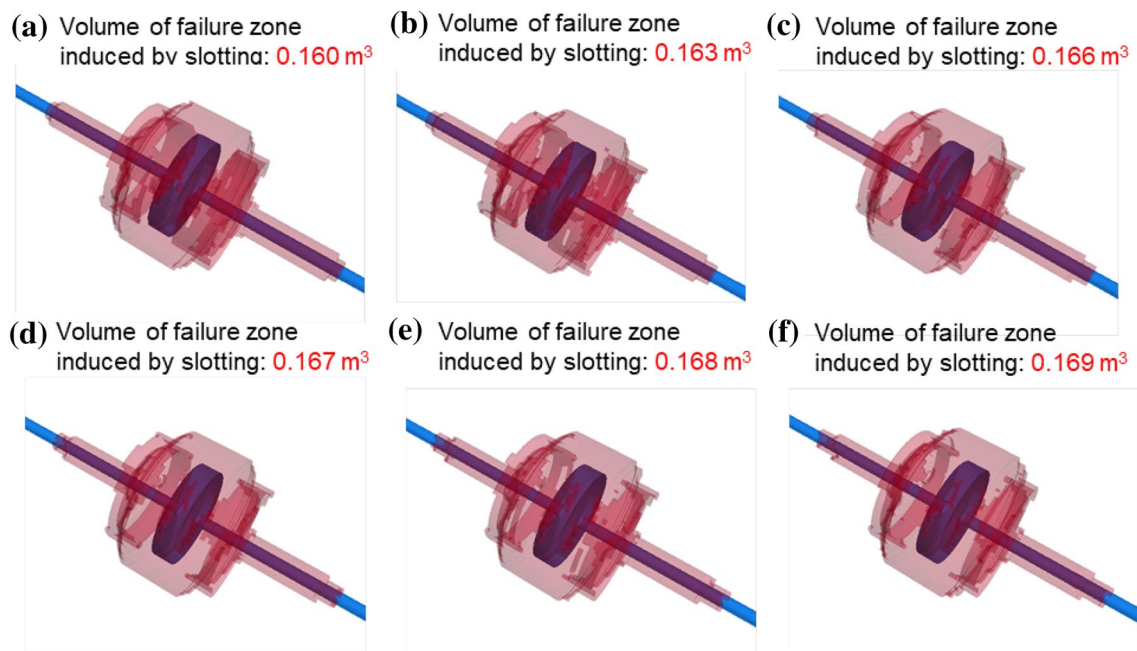 (a) Volume of failure zone
induced by slotting: 0.160 m³
(b) Volume of failure zone
induced by slotting: 0.163 m³
(c) Volume of failure zone
induced by slotting: 0.166 m³
(d) Volume of failure zone
induced by slotting: 0.167 m³
(e) Volume of failure zone
induced by slotting: 0.168 m³
(f) Volume of failure zone
induced by slotting: 0.169 m³